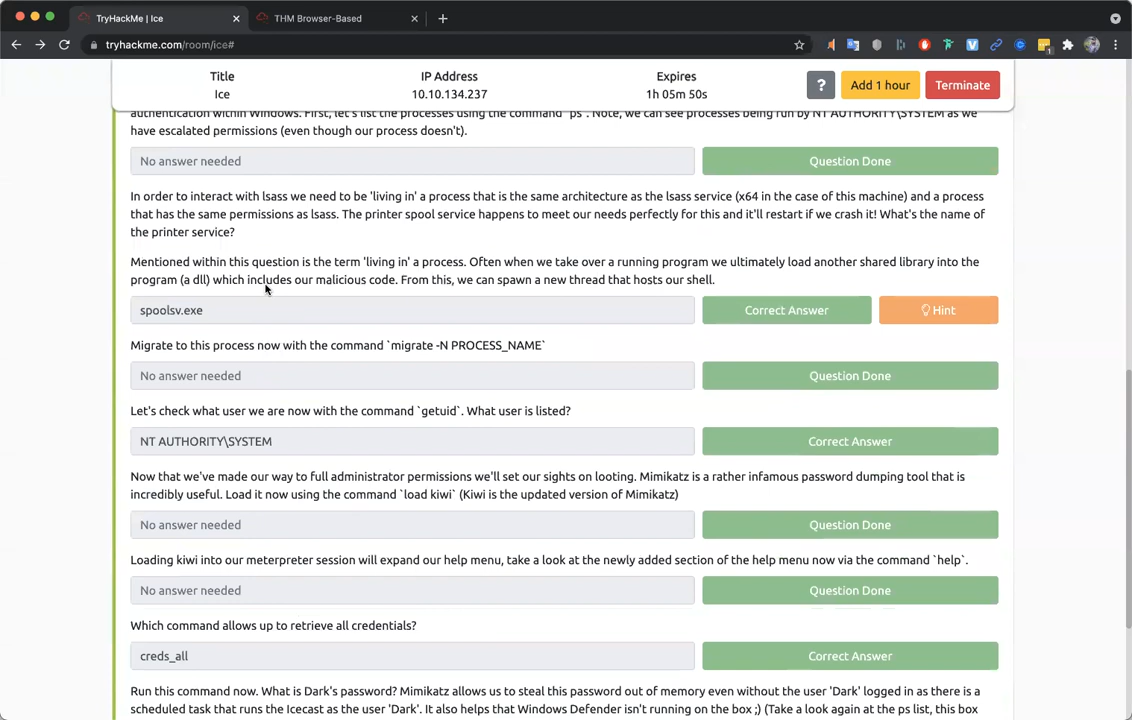 TryHackMe | Ice
THM Browser-Based
tryhackme.com/room/ice#
Title
IP Address
Expires
Ice
10.10.134.237
1h 05m 50s
?
Add 1 hour
Terminate
authentication within Windows. First, let's list the processes using the command `ps`. Note, we can see processes being run by NT AUTHORITY\SYSTEM as we
have escalated permissions (even though our process doesn't).
No answer needed
Question Done
In order to interact with lsass we need to be 'living in' a process that is the same architecture as the lsass service (x64 in the case of this machine) and a process
that has the same permissions as lsass. The printer spool service happens to meet our needs perfectly for this and it'll restart if we crash it! What's the name of
the printer service?
Mentioned within this question is the term 'living in' a process. Often when we take over a running program we ultimately load another shared library into the
program (a dll) which includes our malicious code. From this, we can spawn a new thread that hosts our shell.
spoolsv.exe
Correct Answer
Hint
Migrate to this process now with the command `migrate -N PROCESS_NAME`
No answer needed
Question Done
Let's check what user we are now with the command `getuid`. What user is listed?
NT AUTHORITY\SYSTEM
Correct Answer
Now that we've made our way to full administrator permissions we'll set our sights on looting. Mimikatz is a rather infamous password dumping tool that is
incredibly useful. Load it now using the command `load kiwi` (Kiwi is the updated version of Mimikatz)
No answer needed
Question Done
Loading kiwi into our meterpreter session will expand our help menu, take a look at the newly added section of the help menu now via the command `help`.
No answer needed
Question Done
Which command allows up to retrieve all credentials?
creds_all
Correct Answer
Run this command now. What is Dark's password? Mimikatz allows us to steal this password out of memory even without the user 'Dark' logged in as there is a
scheduled task that runs the Icecast as the user 'Dark'. It also helps that Windows Defender isn't running on the box ;) (Take a look again at the ps list, this box